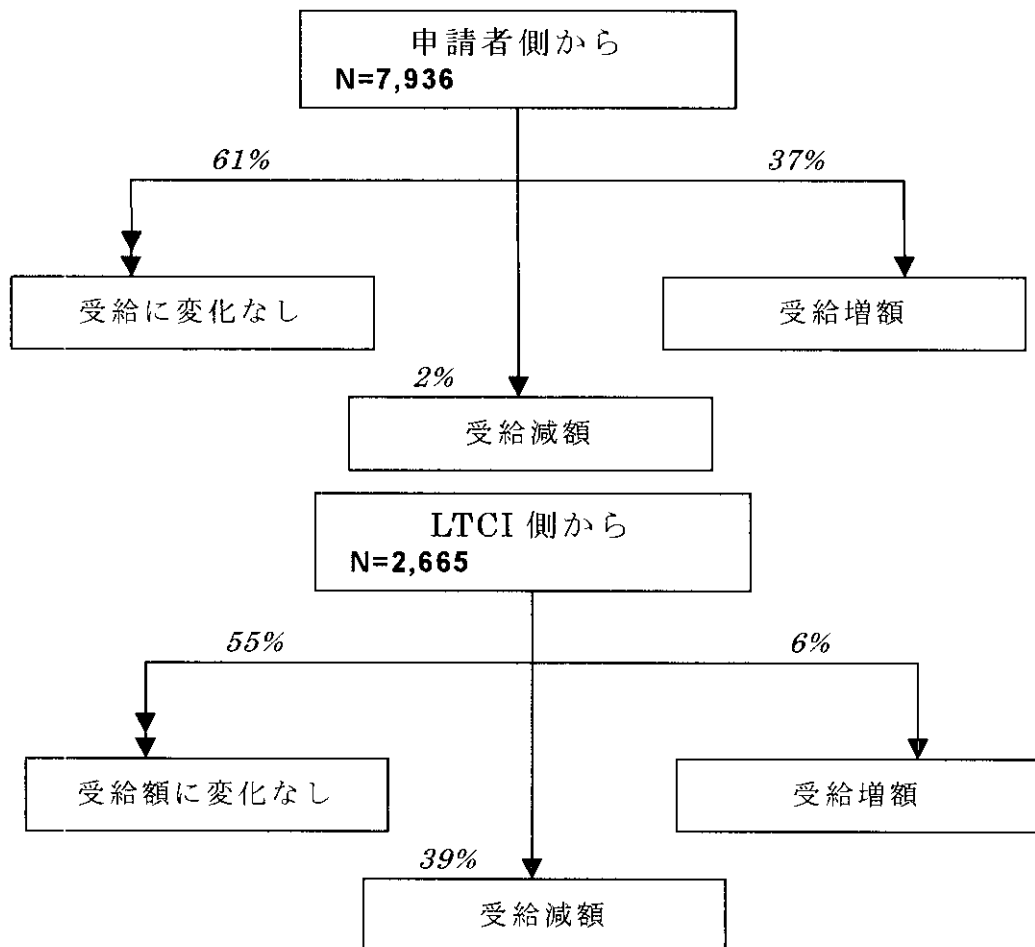 申請者側から
N=7,936
61%
37%
受給に変化なし
受給増額
2%
受給減額
LTCI 側から
N=2,665
55%
6%
受給額に変化なし
受給増額
39%
受給減額